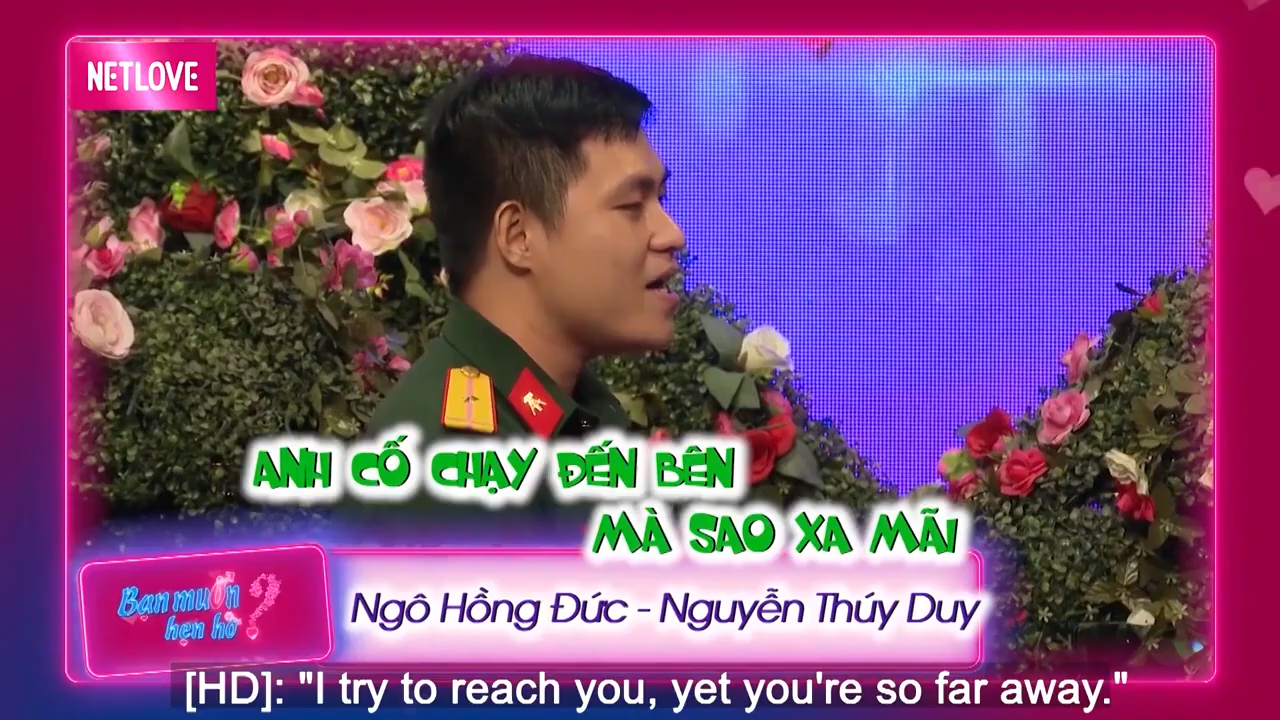 NETLOVE
ANH CỐ CHẠY ĐẾN BÊN
MÀ SAO XA MÃI
Bạn muốn
hẹn hò ?
Ngô Hồng Đức - Nguyễn Thúy Duy
[HD]: "I try to reach you, yet you're so far away."